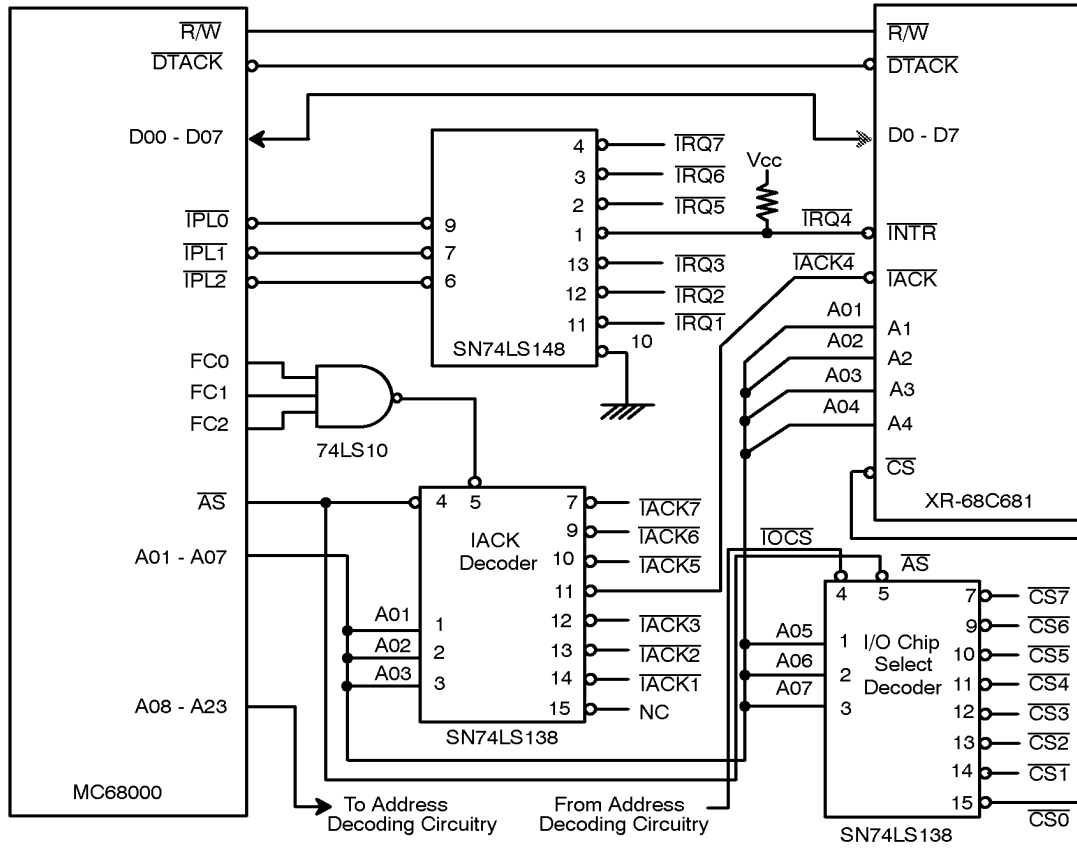 R/W
R/W
DTACK
DTACK
D00 - D07
D0 - D7
4
IRQ7
3
IRQ6
2
IRQ5
Vcc
IPL0
9
1
IRQ4
INTR
IPL1
7
13
IRQ3
IACK4
IACK
IPL2
6
12
IRQ2
11
IRQ1
10
SN74LS148
A01
A1
A02
A2
A03
A3
A04
A4
FC0
FC1
FC2
74LS10
CS
XR-68C681
AS
4
5
7
IACK7
IACK
Decoder
9
IACK6
10
IACK5
11
12
IACK3
13
IACK2
14
IACK1
15
NC
A01 - A07
A01
1
A02
2
A03
3
SN74LS138
IOCS
AS
4
5
7
CS7
9
CS6
10
CS5
11
CS4
12
CS3
13
CS2
14
CS1
15
CS0
A05
1
A06
2
A07
3
I/O Chip
Select
Decoder
SN74LS138
A08 - A23
MC68000
To Address
Decoding Circuitry
From Address
Decoding Circuitry